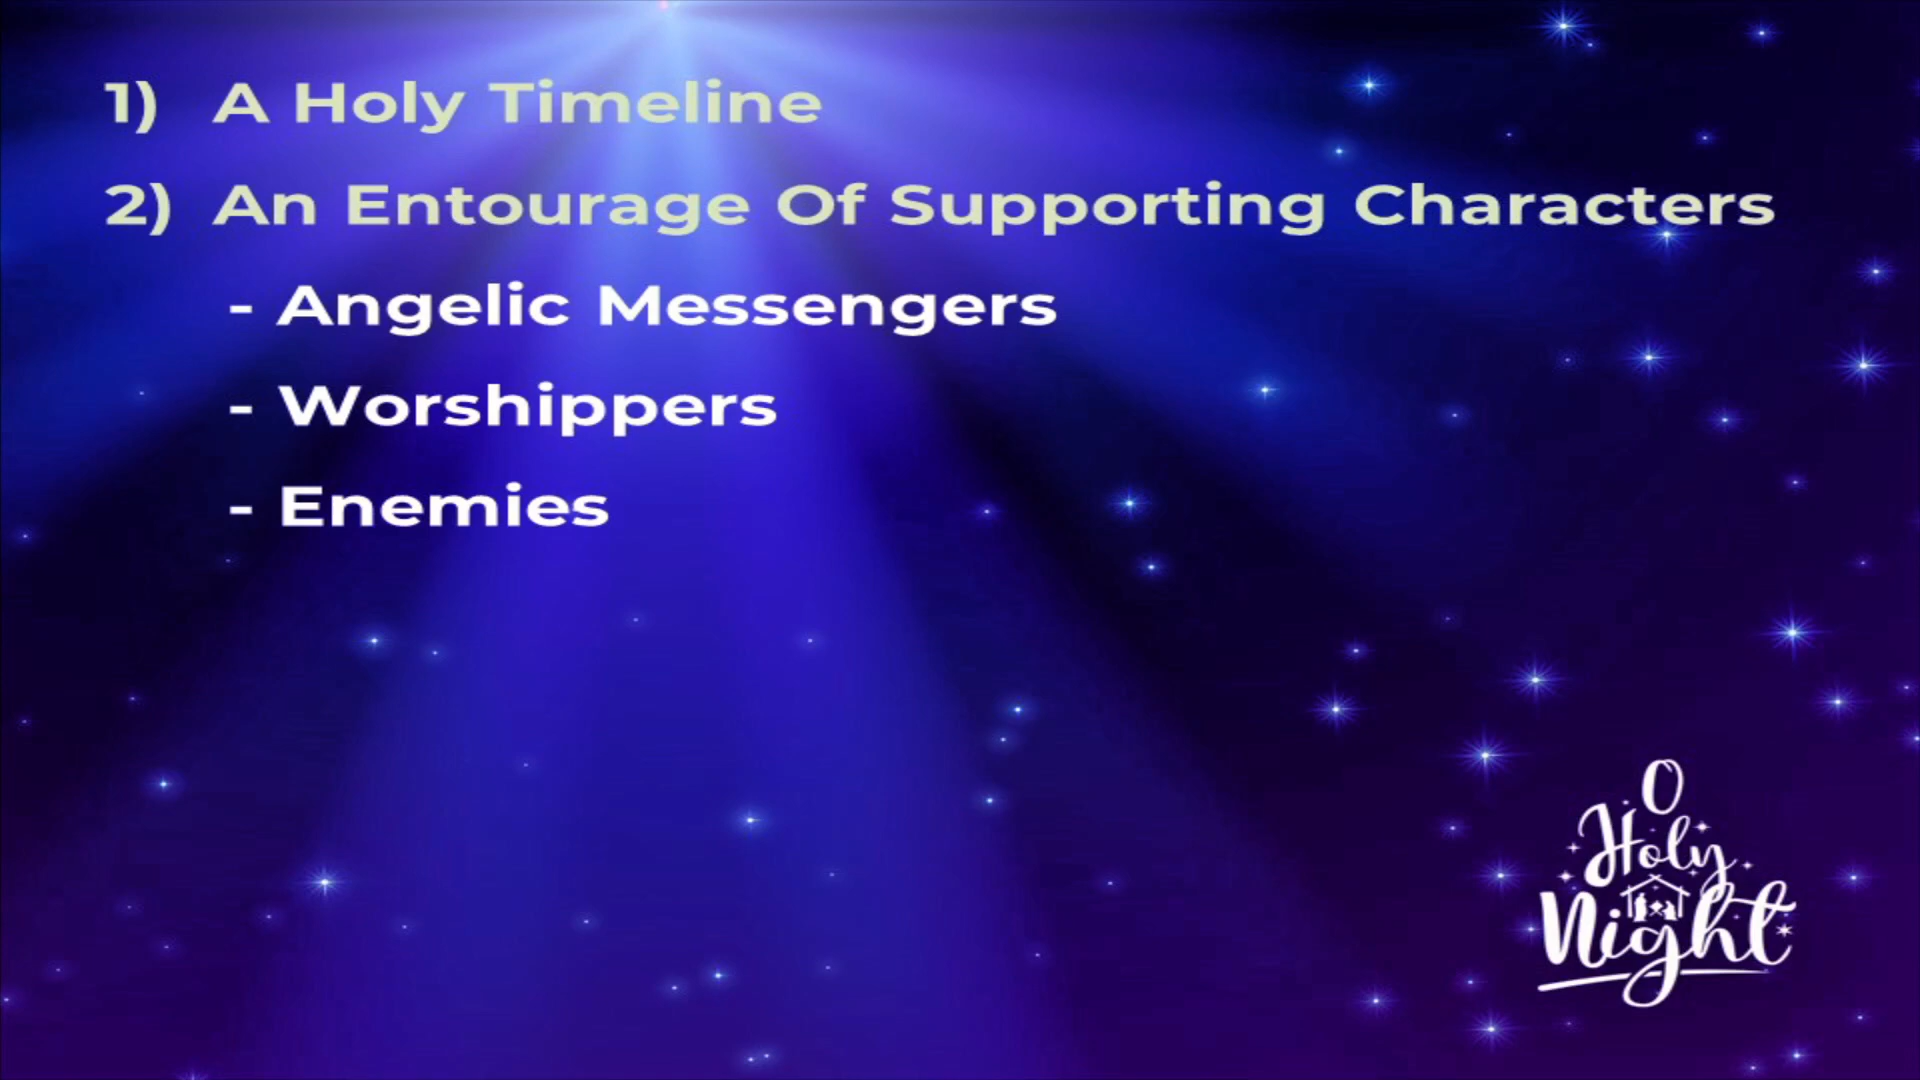 1) A Holy Timeline
2) An Entourage Of Supporting Characters
- Angelic Messengers
- Worshippers
- Enemies
O
Holy
Night